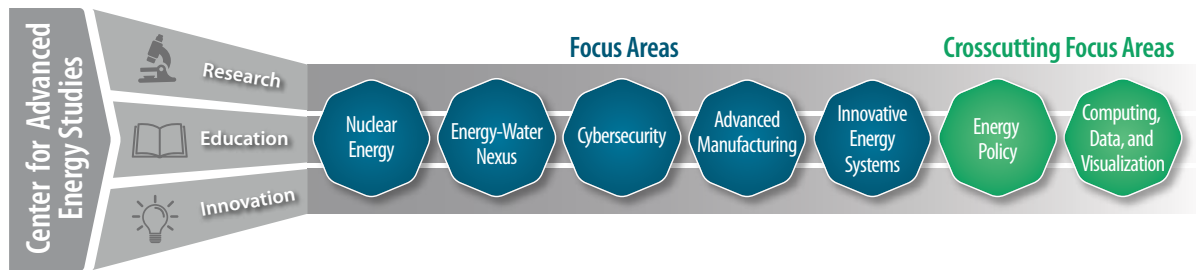 Center for Advanced
Energy Studies
Research
Education
Innovation
Focus Areas
Nuclear
Energy
Energy-Water
Nexus
Cybersecurity
Advanced
Manufacturing
Innovative
Energy
Systems
Crosscutting Focus Areas
Energy
Policy
Computing,
Data, and
Visualization